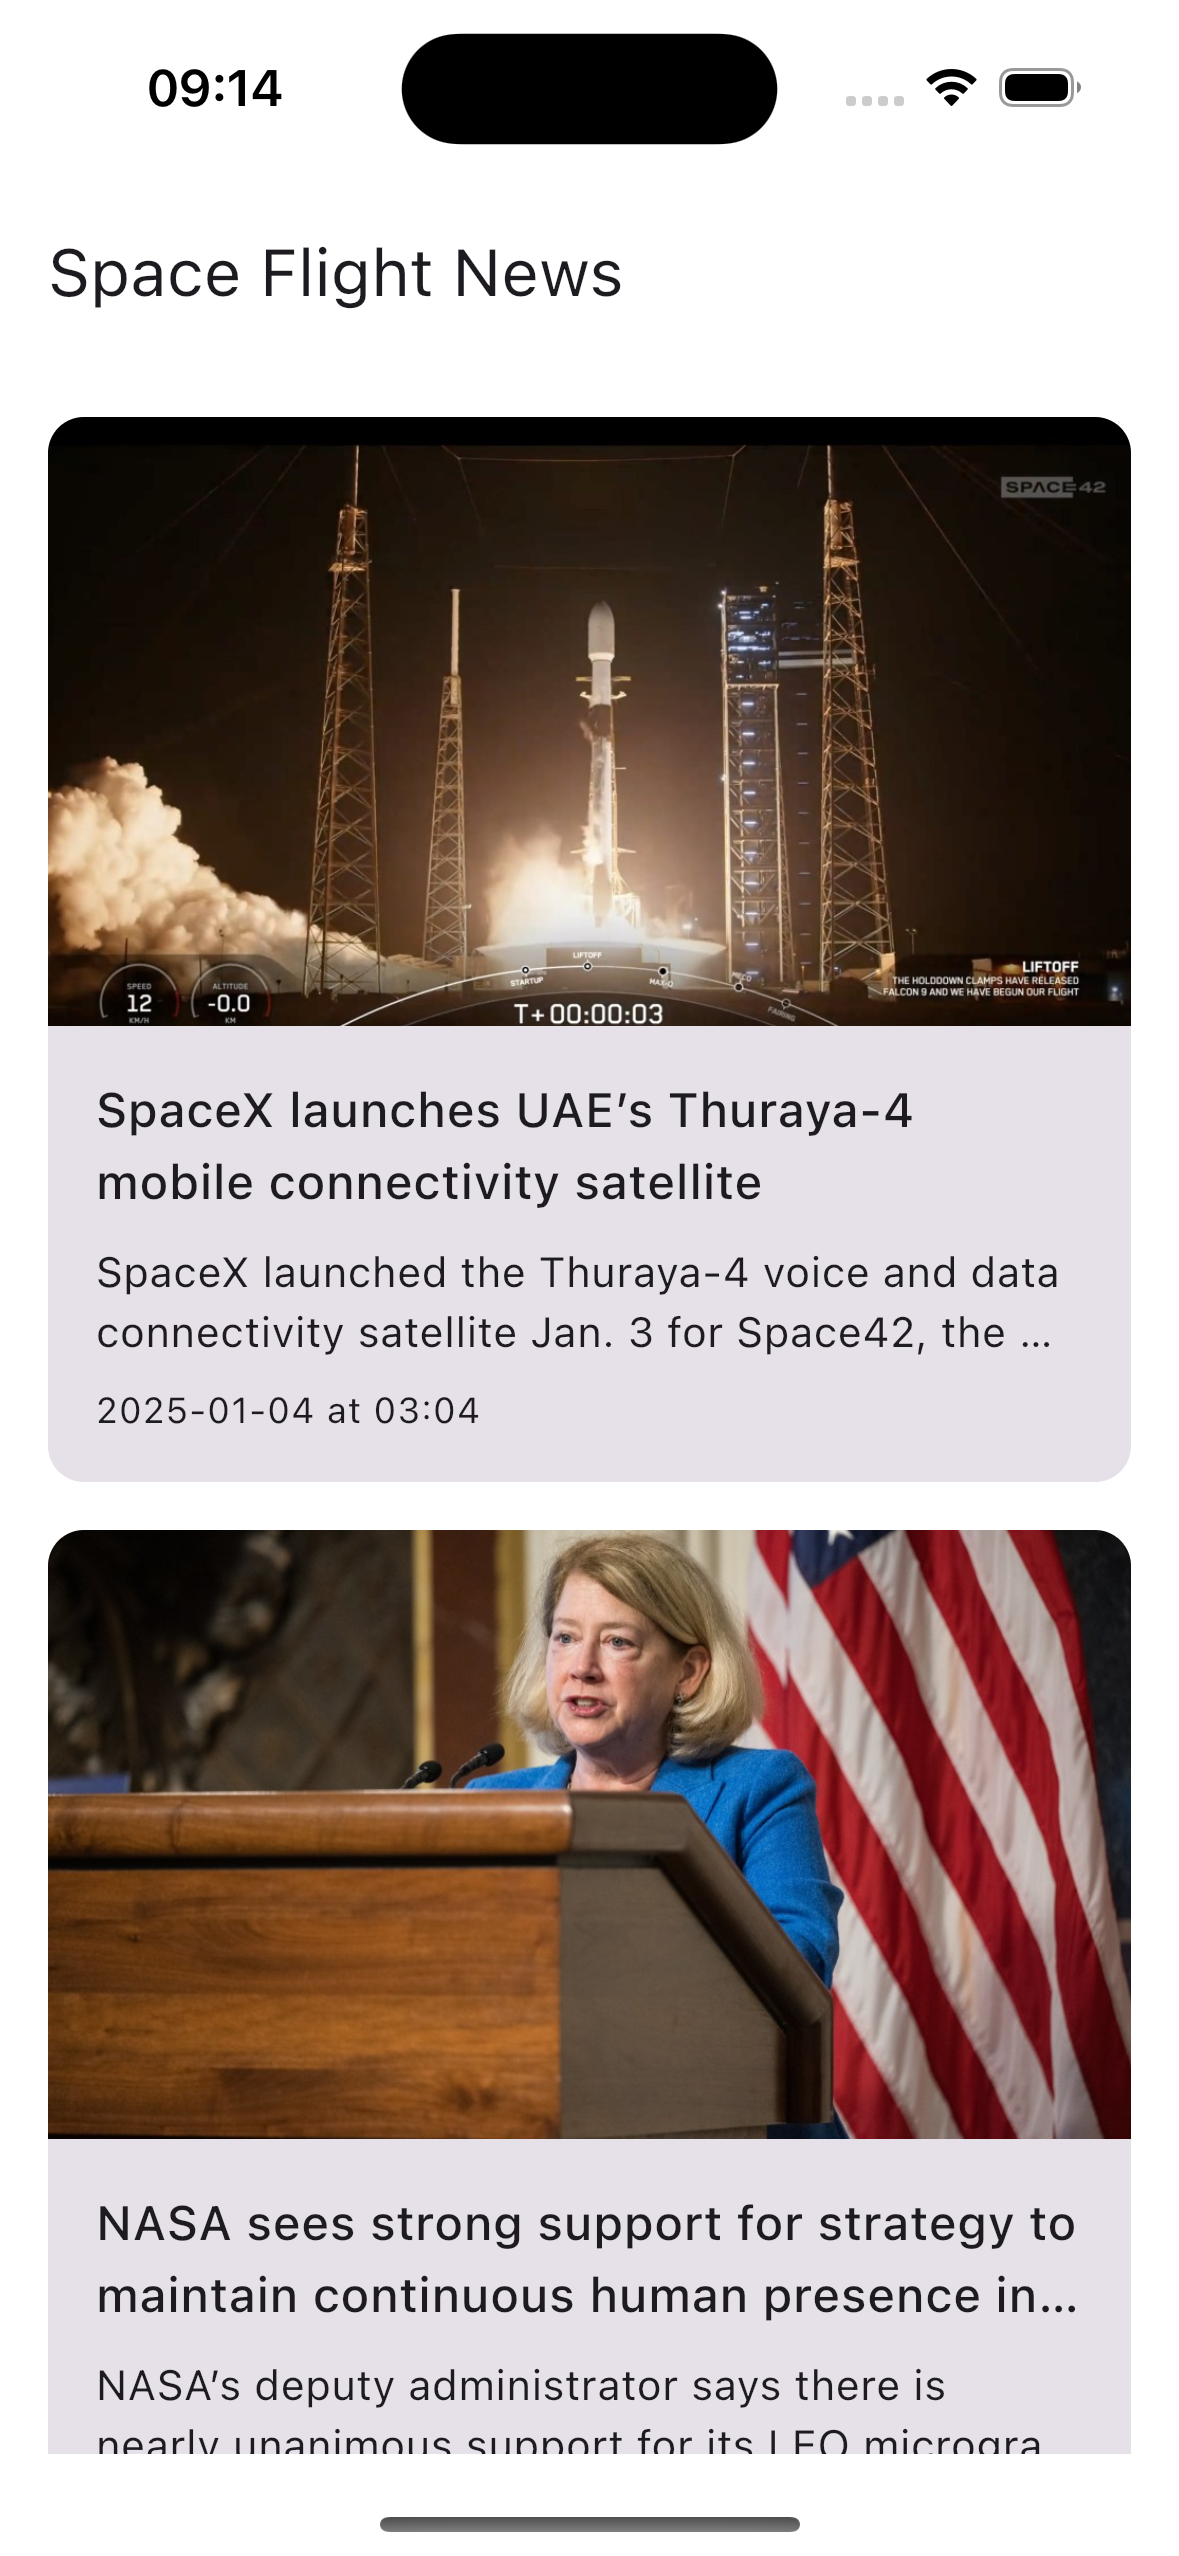 09:14
Space Flight News
SPACE42
SPEED
12
KM/H
ALTITUDE
-0.0
KM
STARTUP
LIFTOFF
MAX-Q
MECO
FAIRING
T+00:00:03
LIFTOFF
THE HOLDDOWN CLAMPS HAVE RELEASED
FALCON 9 AND WE HAVE BEGUN OUR FLIGHT
SpaceX launches UAE’s Thuraya-4
mobile connectivity satellite
SpaceX launched the Thuraya-4 voice and data
connectivity satellite Jan. 3 for Space42, the ...
2025-01-04 at 03:04
NASA sees strong support for strategy to
maintain continuous human presence in...
NASA’s deputy administrator says there is
nearly unanimous support for its LEO microgra